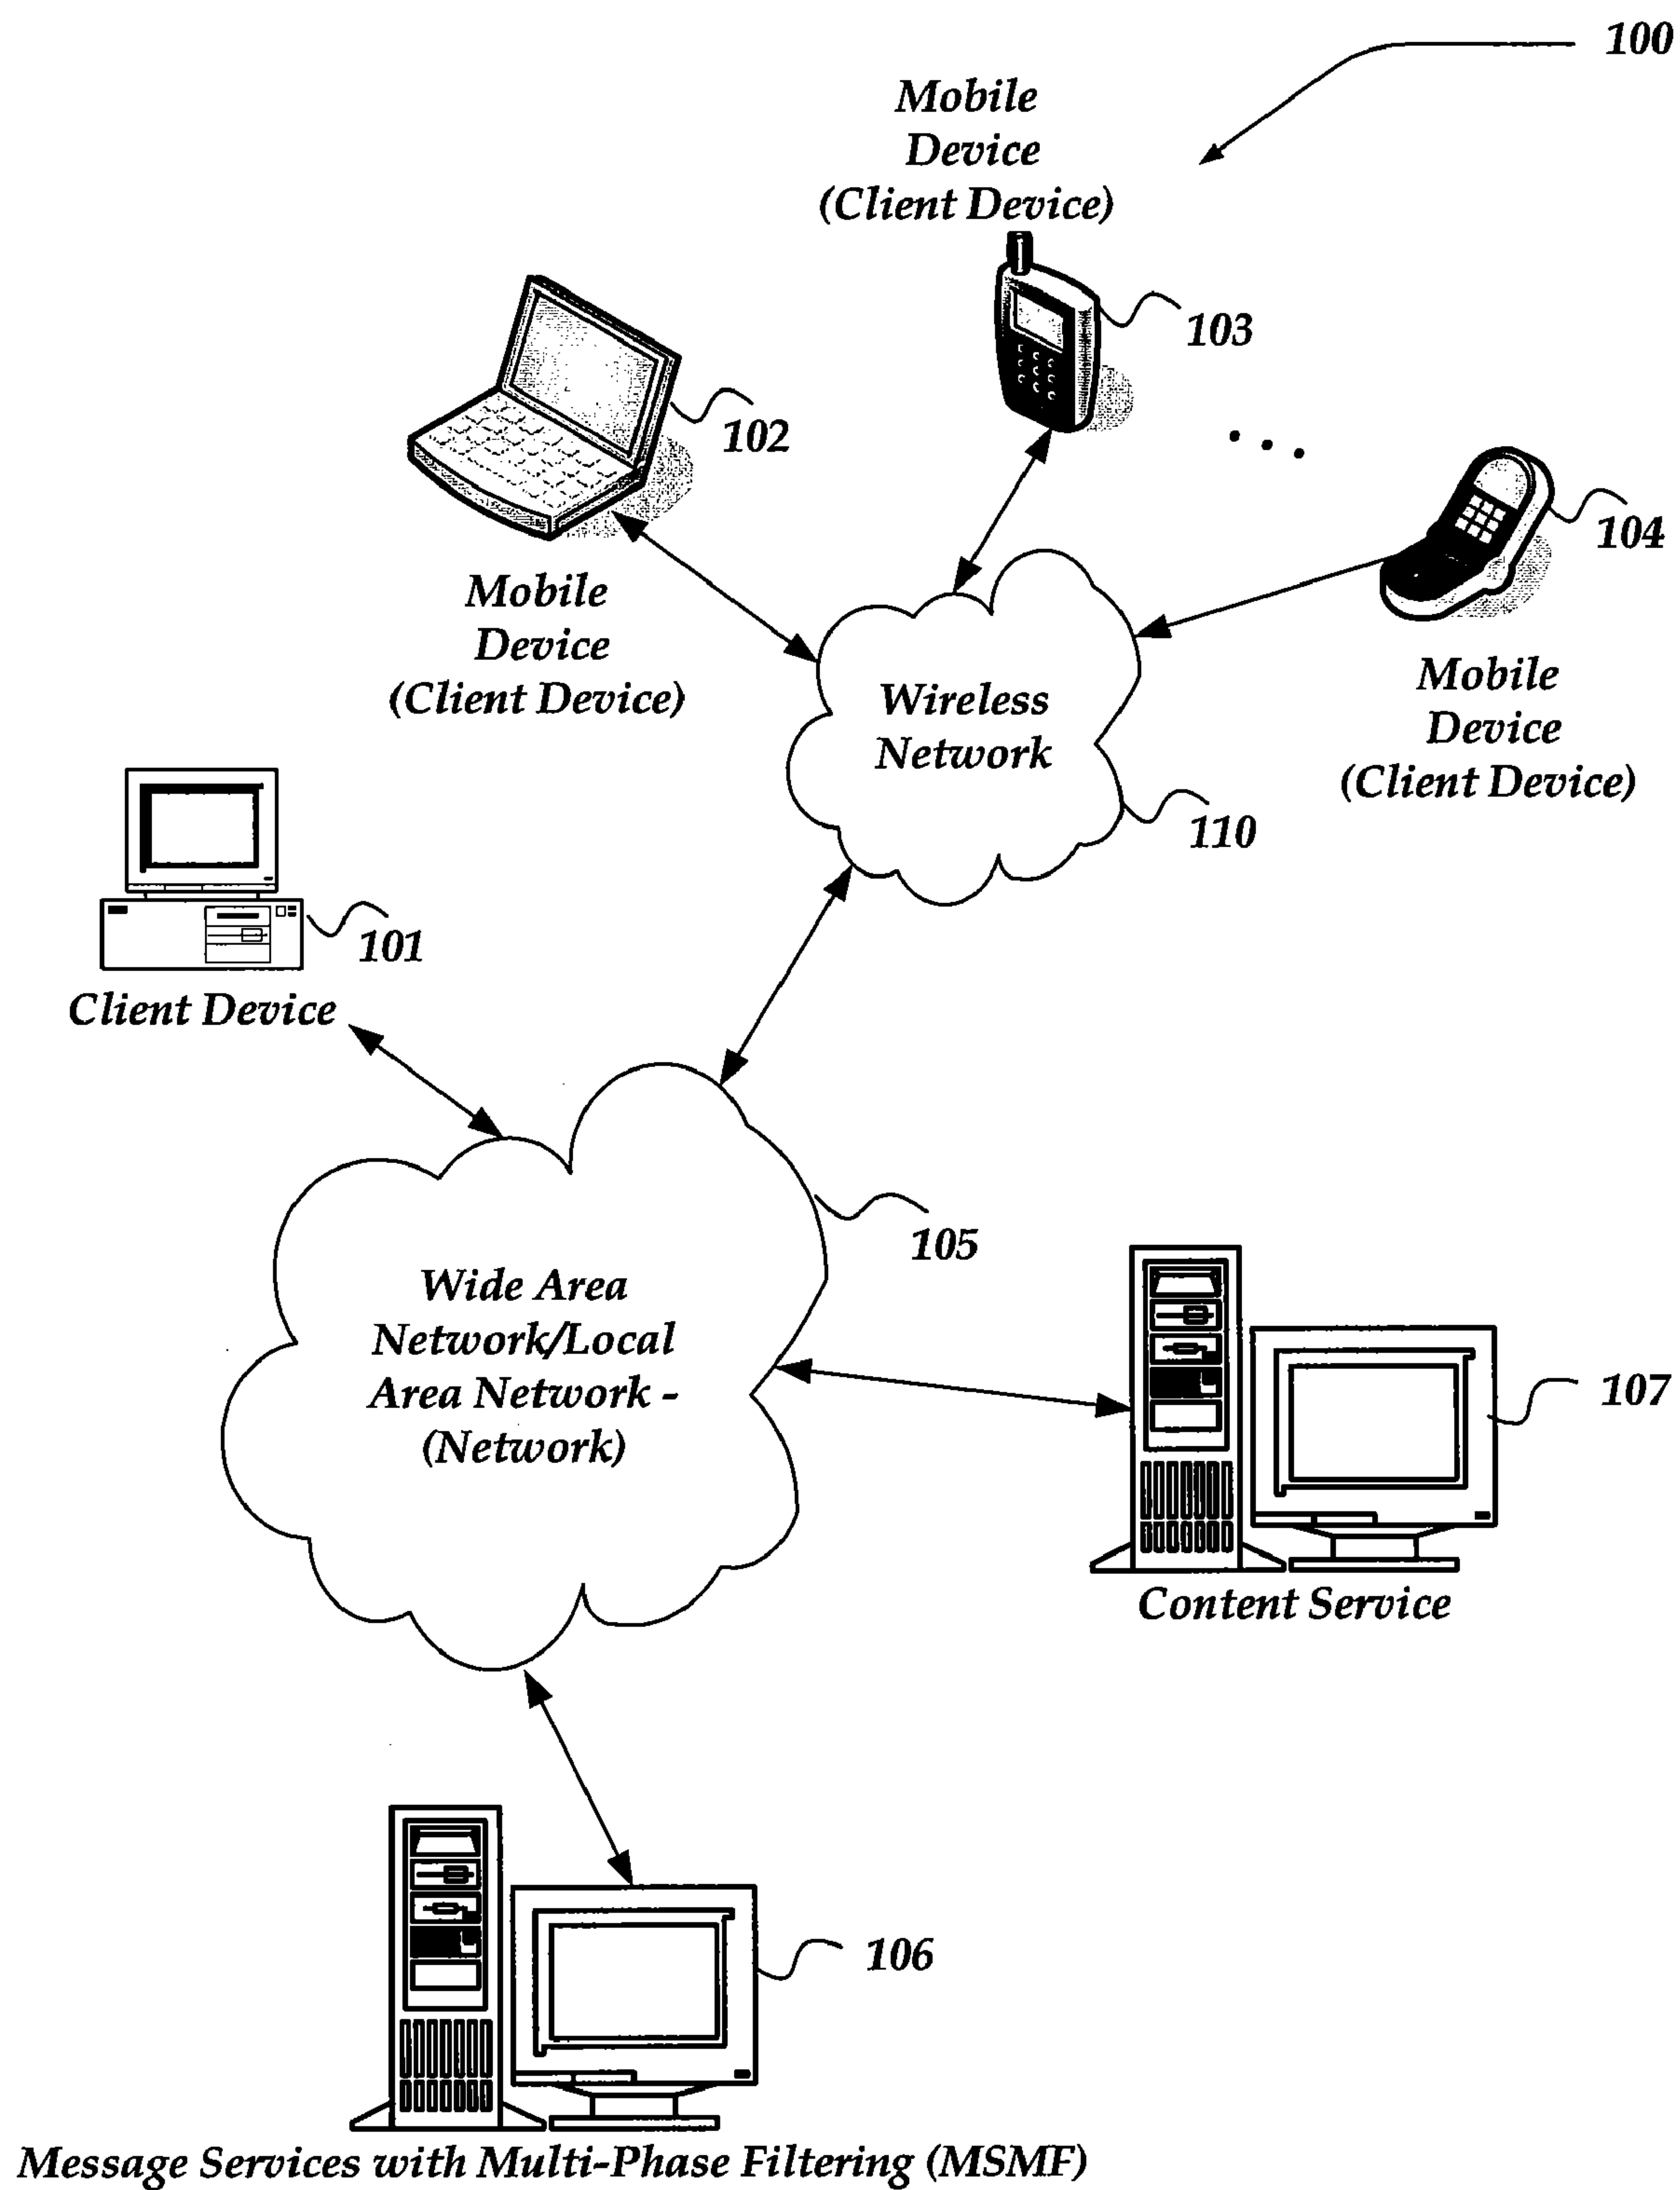 100
Mobile
Device
(Client Device)
103
102
104
Mobile
Device
(Client Device)
Mobile
Device
(Client Device)
Wireless
Network
110
101
Client Device
105
Wide Area
Network/Local
Area Network -
(Network)
107
Content Service
106
Message Services with Multi-Phase Filtering (MSMF)